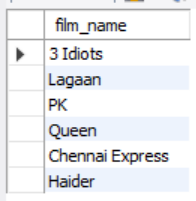 film_name
3 Idiots
Lagaan
PK
Queen
Chennai Express
Haider